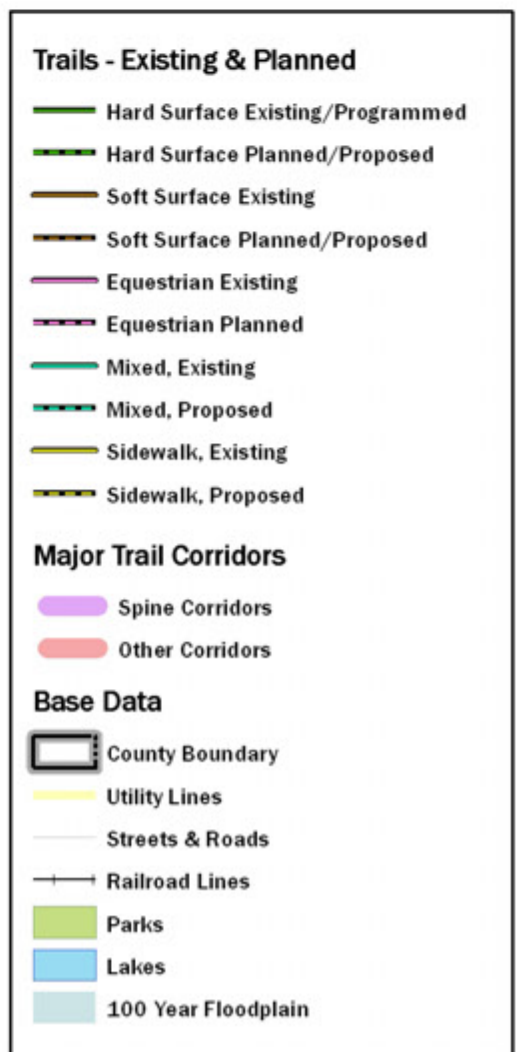 Trails - Existing & Planned
Hard Surface Existing/Programmed
Hard Surface Planned/Proposed
Soft Surface Existing
Soft Surface Planned/Proposed
Equestrian Existing
Equestrian Planned
Mixed, Existing
Mixed, Proposed
Sidewalk, Existing
Sidewalk, Proposed
Major Trail Corridors
Spine Corridors
Other Corridors
Base Data
County Boundary
Utility Lines
Streets & Roads
Railroad Lines
Parks
Lakes
100 Year Floodplain